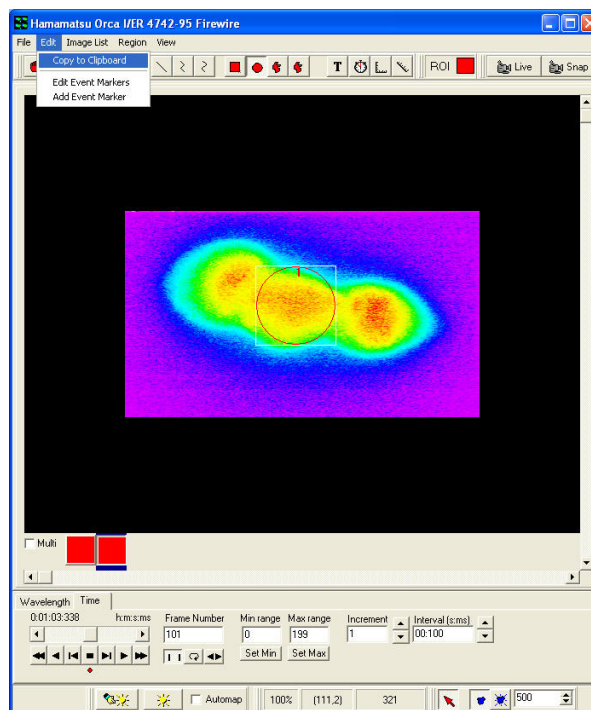 Hamamatsu Orca I/ER 4742-95 Firewire
File Edit Image List Region View
Copy to Clipboard
Edit Event Markers
Add Event Marker
T ROI Live Snap
1
Multi
Wavelength Time
0:01:03:338 h:m:s:ms Frame Number Min range Max range Increment Interval (s:ms)
101 0 199 1 00:100
Set Min Set Max
Automap 100% (111,2) 321 500